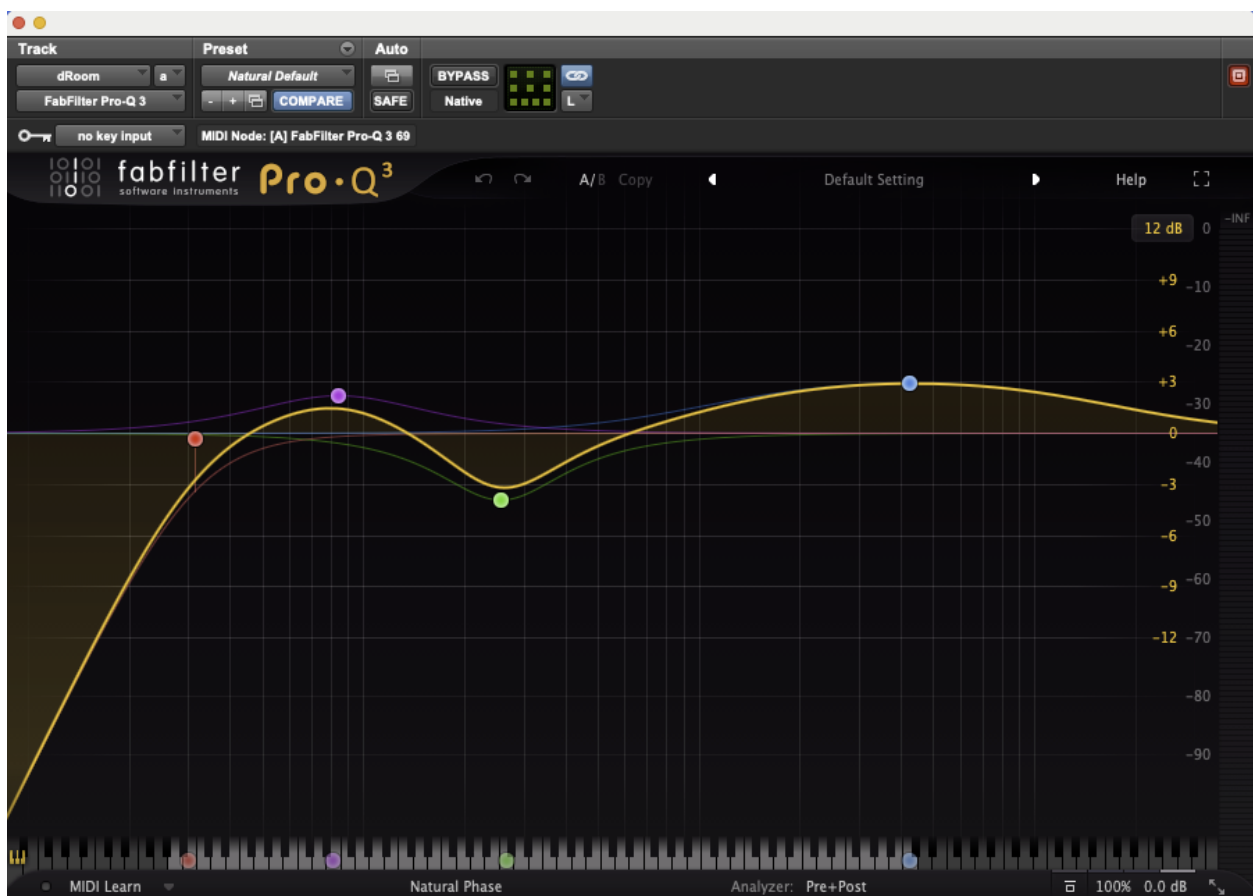 Track Preset Auto
dRoom a Natural Default BYPASS
FabFilter Pro-Q 3 - + COMPARE SAFE Native L
no key input MIDI Node: [A] FabFilter Pro-Q 3 69
fabfilter Pro·Q3 A/B Copy Default Setting Help
software instruments
-INF
12 dB 0
+9 -10
+6 -20
+3 -30
0 -40
-3 -50
-6 -60
-9
-12 -70
-80
-90
MIDI Learn Natural Phase Analyzer: Pre+Post 100% 0.0 dB